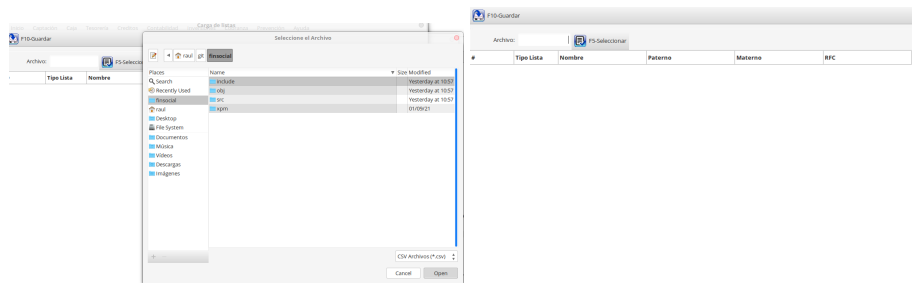 Carga de Listas
F10-Guardar
Archivo:
F5-Seleccio
Tipo Lista Nombre
Seleccione el Archivo
raul git finsocial
Places
Search
Recently Used
finsocial
raul
Desktop
File System
Documentos
Música
Vídeos
Descargas
Imágenes
Name Size Modified
include Yesterday at 10:57
obj Yesterday at 10:57
src Yesterday at 10:57
xpm 01/09/21
CSV Archivos (*.csv)
Cancel Open
F10-Guardar
Archivo: F5-Seleccionar
# Tipo Lista Nombre Paterno Materno RFC